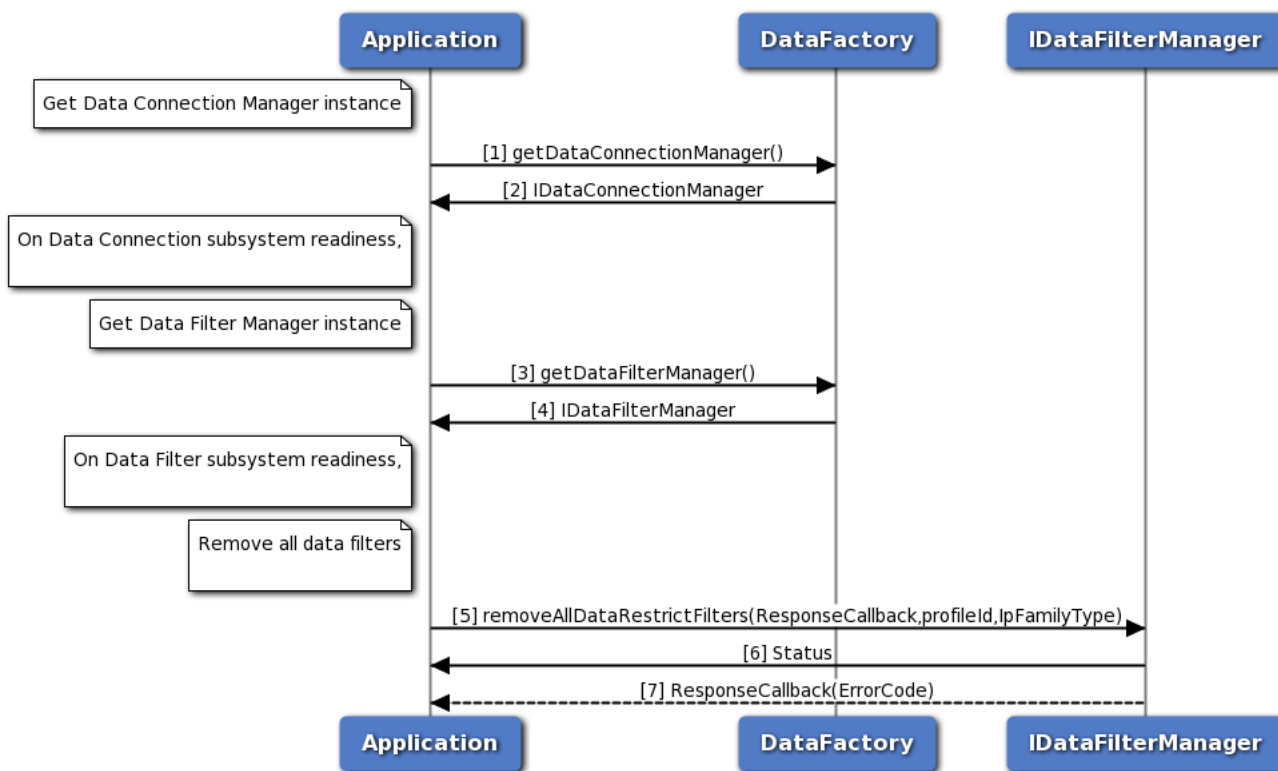 Application
DataFactory
IDataFilterManager
Get Data Connection Manager instance
[1] getDataConnectionManager()
[2] IDataConnectionManager
On Data Connection subsystem readiness,
Get Data Filter Manager instance
[3] getDataFilterManager()
[4] IDataFilterManager
On Data Filter subsystem readiness,
Remove all data filters
[5] removeAllDataRestrictFilters(ResponseCallback,profileId,IpFamilyType)
[6] Status
[7] ResponseCallback(ErrorCode)
Application
DataFactory
IDataFilterManager